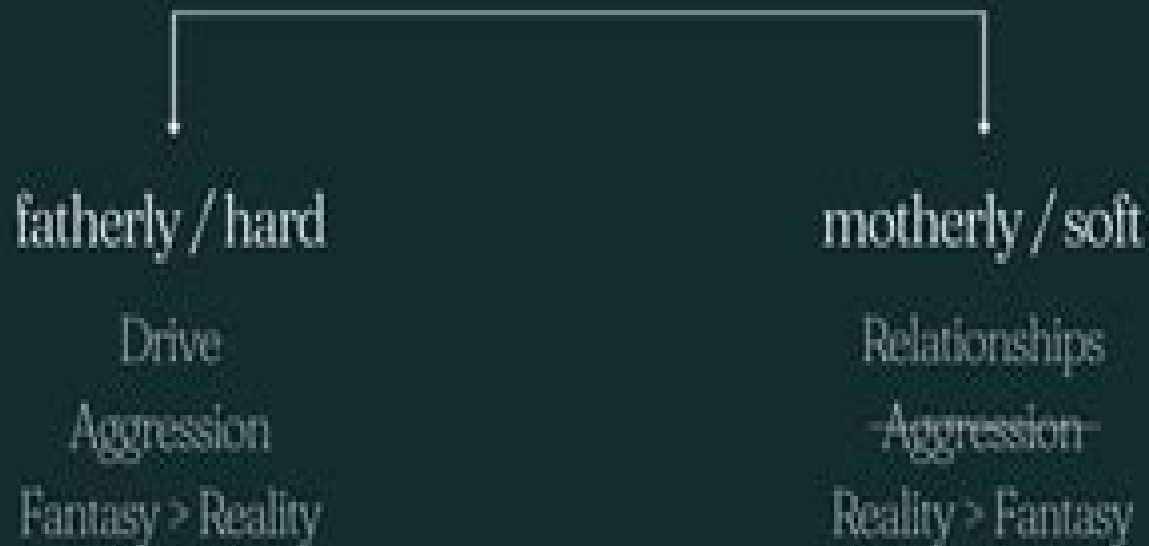 fatherly / hard
Drive
Aggression
Fantasy > Reality
motherly / soft
Relationships
Aggression
Reality > Fantasy